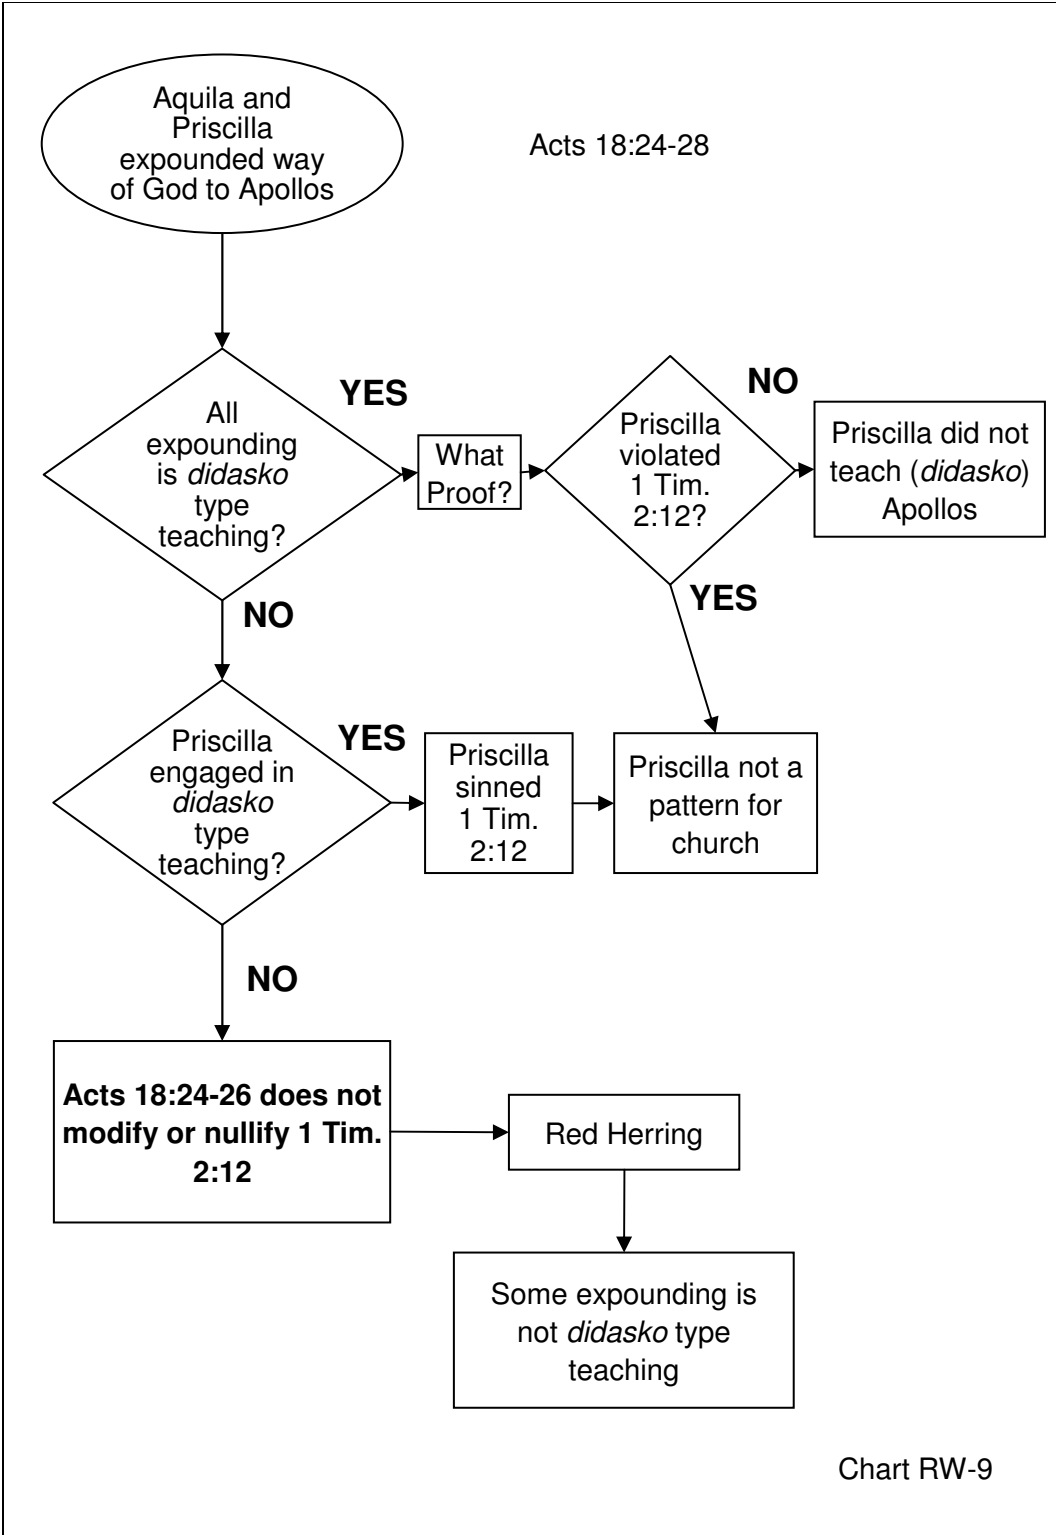 Aquila and
Priscilla
expounded way
of God to Apollos
Acts 18:24-28
All
expounding
is didasko
type
teaching?
YES
What
Proof?
Priscilla
violated
1 Tim.
2:12?
NO
Priscilla did not
teach (didasko)
Apollos
YES
NO
Priscilla
engaged in
didasko
type
teaching?
YES
Priscilla
sinned
1 Tim.
2:12
Priscilla not a
pattern for
church
NO
Acts 18:24-26 does not
modify or nullify 1 Tim.
2:12
Red Herring
Some expounding is
not didasko type
teaching
Chart RW-9